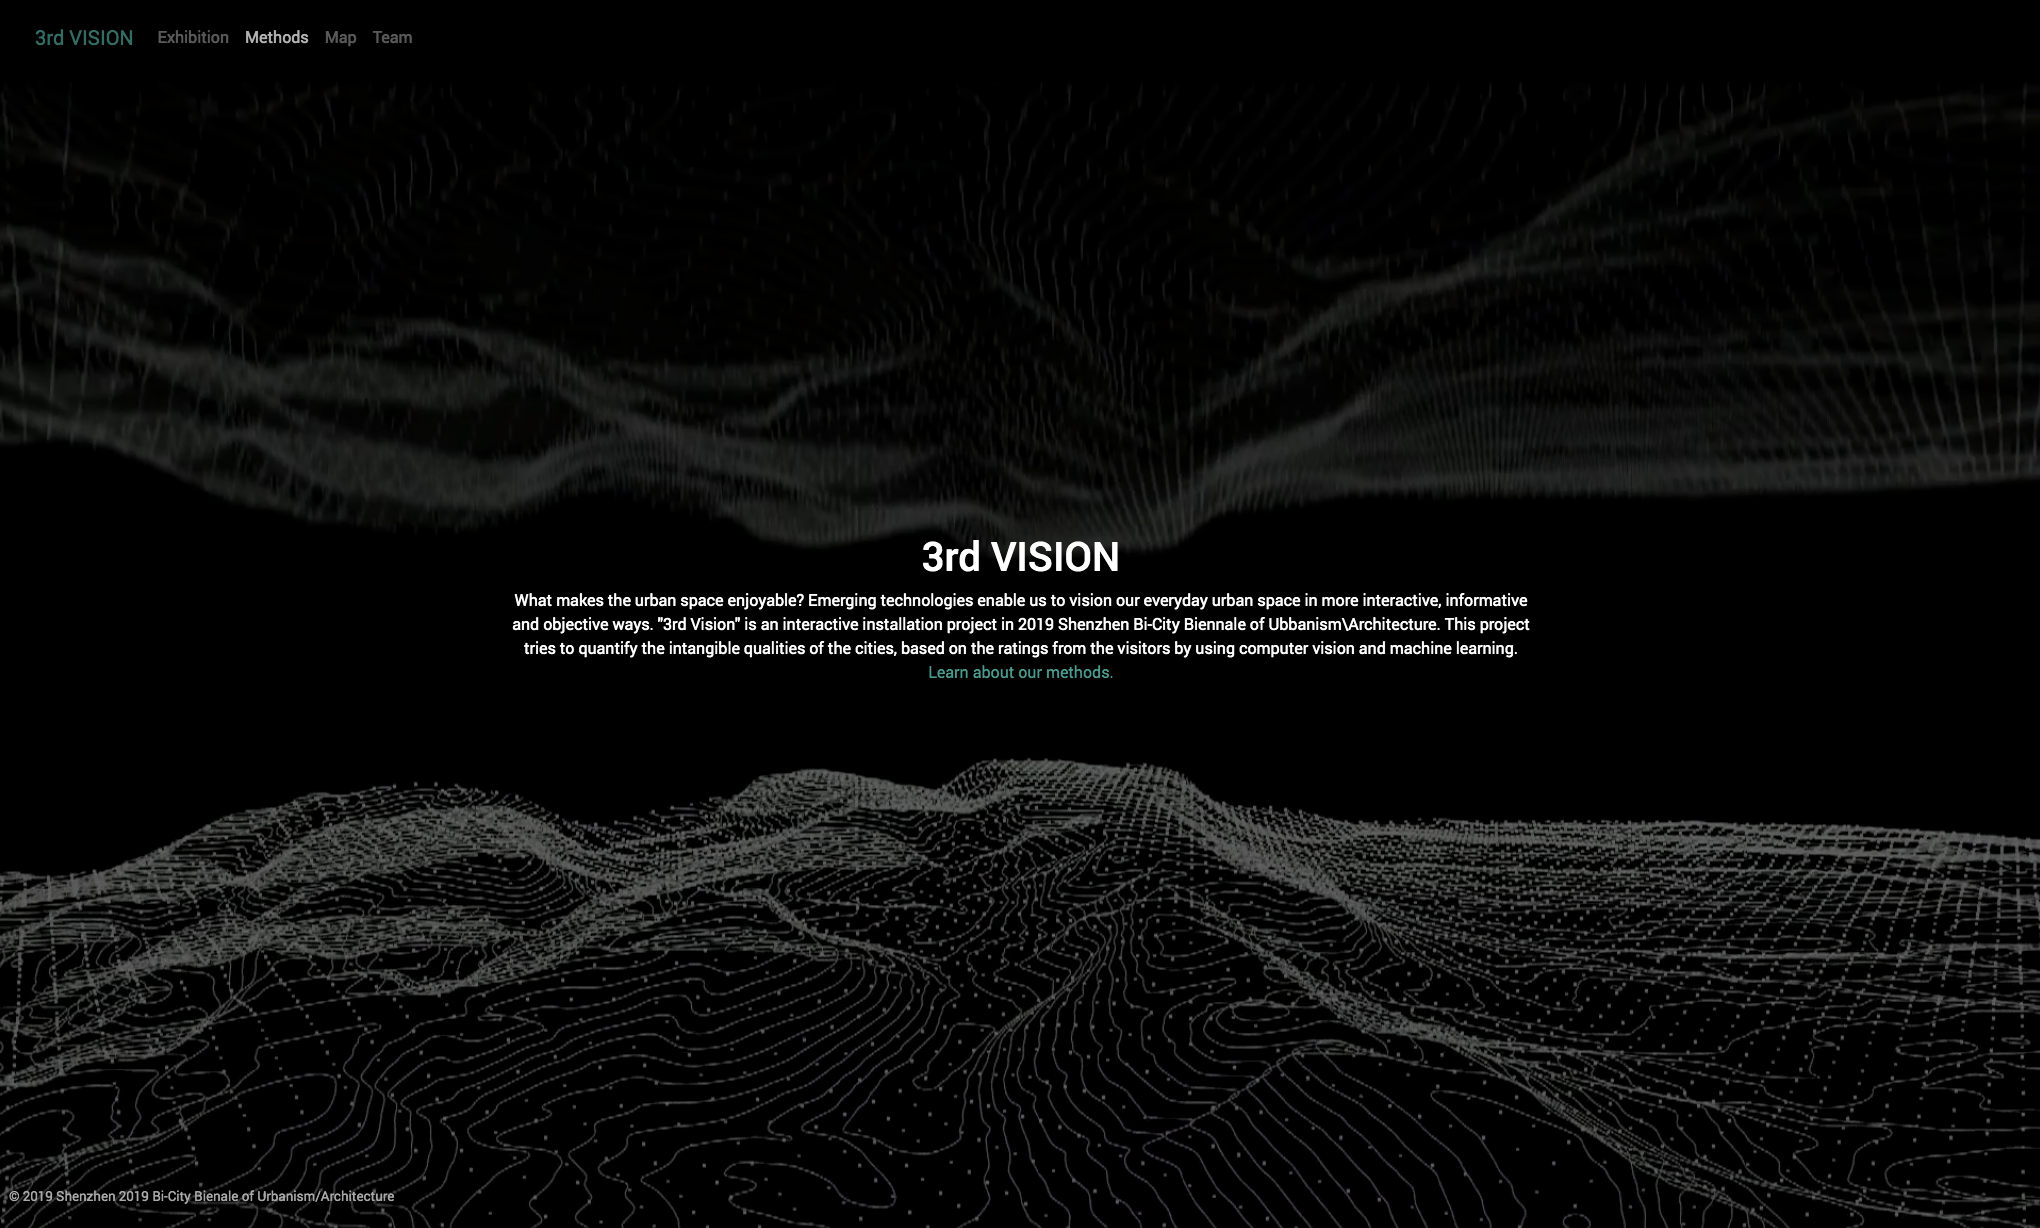 3rd VISION Exhibition Methods Map Team
3rd VISION
What makes the urban space enjoyable? Emerging technologies enable us to vision our everyday urban space in more interactive, informative
and objective ways. "3rd Vision" is an interactive installation project in 2019 Shenzhen Bi-City Biennale of Ubbanism\Architecture. This project
tries to quantify the intangible qualities of the cities, based on the ratings from the visitors by using computer vision and machine learning.
Learn about our methods.
© 2019 Shenzhen 2019 Bi-City Bienale of Urbanism/Architecture